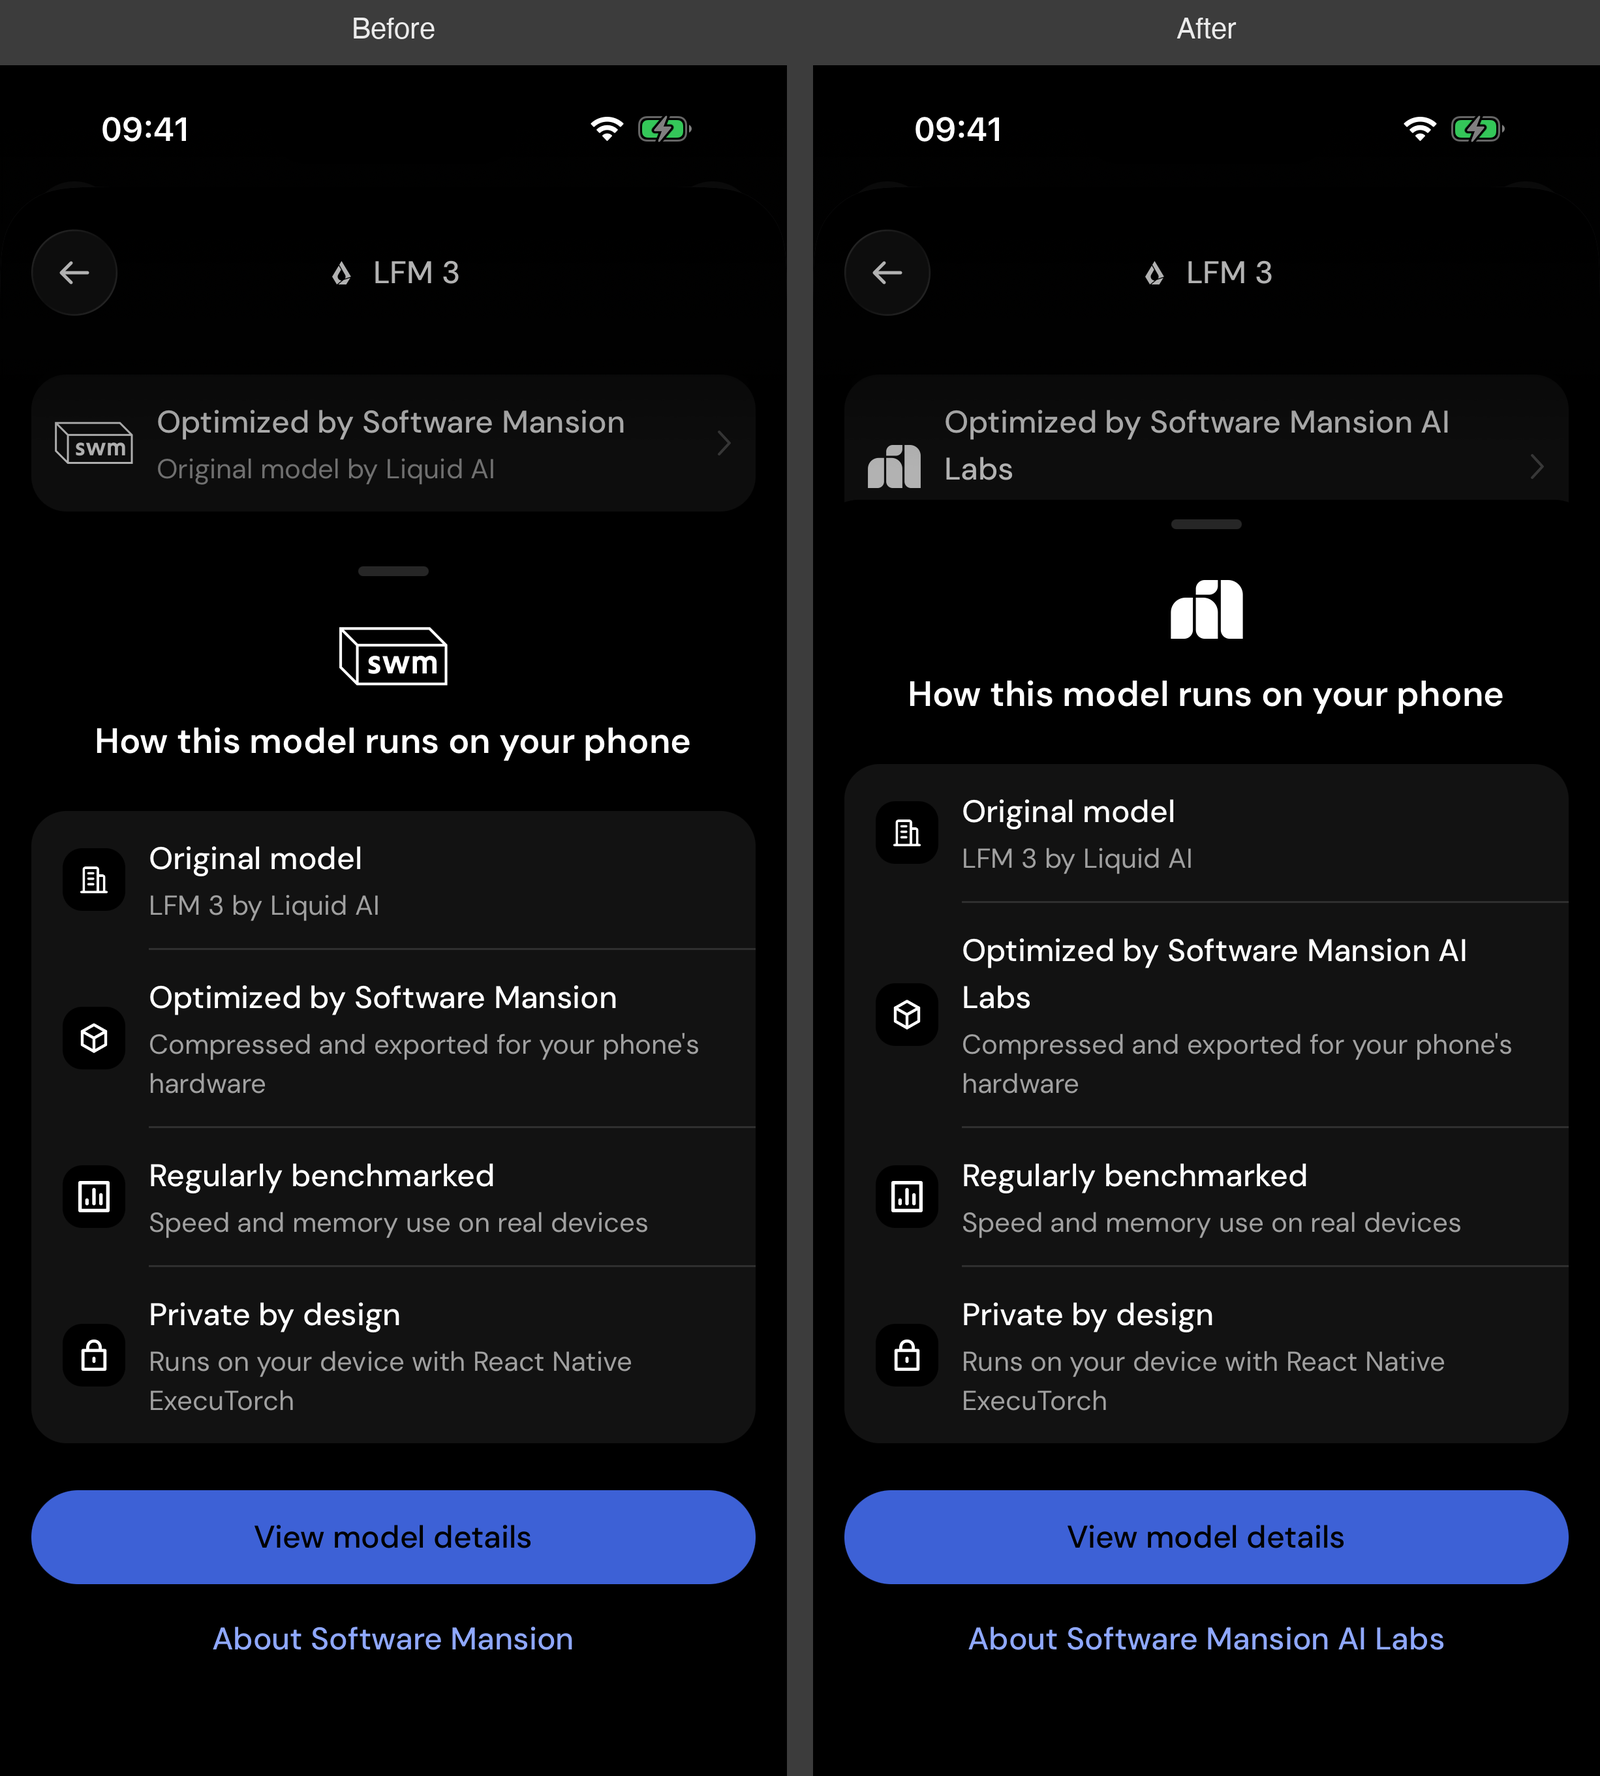 Before
09:41
LFM 3
swm
Optimized by Software Mansion
Original model by Liquid AI
swm
How this model runs on your phone
Original model
LFM 3 by Liquid AI
Optimized by Software Mansion
Compressed and exported for your phone's
hardware
Regularly benchmarked
Speed and memory use on real devices
Private by design
Runs on your device with React Native
ExecuTorch
View model details
About Software Mansion
After
09:41
LFM 3
Optimized by Software Mansion AI
Labs
How this model runs on your phone
Original model
LFM 3 by Liquid AI
Optimized by Software Mansion AI
Labs
Compressed and exported for your phone's
hardware
Regularly benchmarked
Speed and memory use on real devices
Private by design
Runs on your device with React Native
ExecuTorch
View model details
About Software Mansion AI Labs